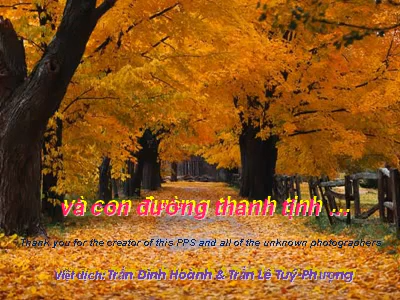 và con đường thanh tịnh ...
Thank you for the creator of this PPS and all of the unknown photographers
Việt dịch: Trần Đình Hoành & Trần Lê Tuý-Phượng